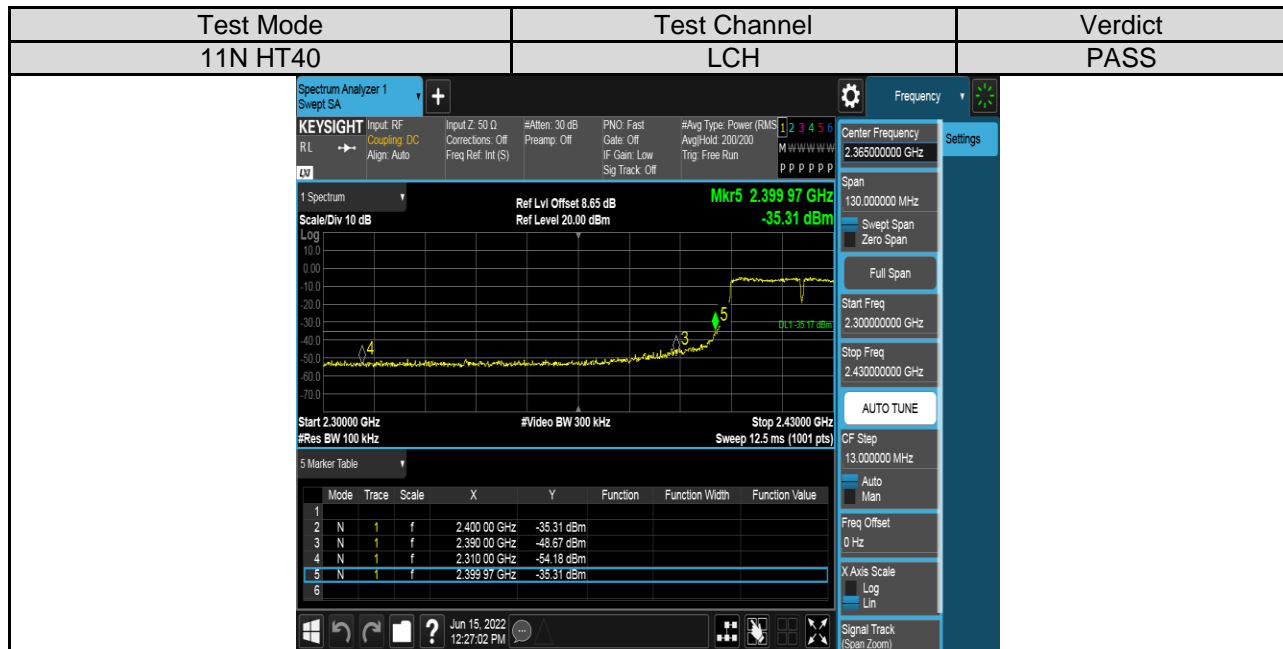 Test Mode Test Channel Verdict
11N HT40 LCH PASS
Spectrum Analyzer 1
Swept SA
+
Frequency
KEYSIGHT Input: RF Input Z: 50 Ω #Atten: 30 dB PNO: Fast #Avg Type: Power (RMS 1 2 3 4 5 6
RL Coupling: DC Corrections: Off Preamp: Off Gate: Off Avg|Hold: 200/200 M W W W W W
Align: Auto Freq Ref: Int (S) IF Gain: Low Trig: Free Run
LXI Sig Track: Off P P P P P P
1 Spectrum
Scale/Div 10 dB
Ref Lvl Offset 8.65 dB
Ref Level 20.00 dBm
Mkr5 2.399 97 GHz
-35.31 dBm
Log
10.0
0.00
-10.0
-20.0
-30.0
-40.0
-50.0
-60.0
-70.0
4
3
5
DL1 -35.17 dBm
Start 2.30000 GHz #Video BW 300 kHz Stop 2.43000 GHz
#Res BW 100 kHz Sweep 12.5 ms (1001 pts)
5 Marker Table
Mode Trace Scale X Y Function Function Width Function Value
1
2 N 1 f 2.400 00 GHz -35.31 dBm
3 N 1 f 2.390 00 GHz -48.67 dBm
4 N 1 f 2.310 00 GHz -54.18 dBm
5 N 1 f 2.399 97 GHz -35.31 dBm
6
?
Jun 15, 2022
12:27:02 PM
Center Frequency
2.365000000 GHz
Settings
Span
130.000000 MHz
Swept Span
Zero Span
Full Span
Start Freq
2.300000000 GHz
Stop Freq
2.430000000 GHz
AUTO TUNE
CF Step
13.000000 MHz
Auto
Man
Freq Offset
0 Hz
X Axis Scale
Log
Lin
Signal Track
(Span Zoom)